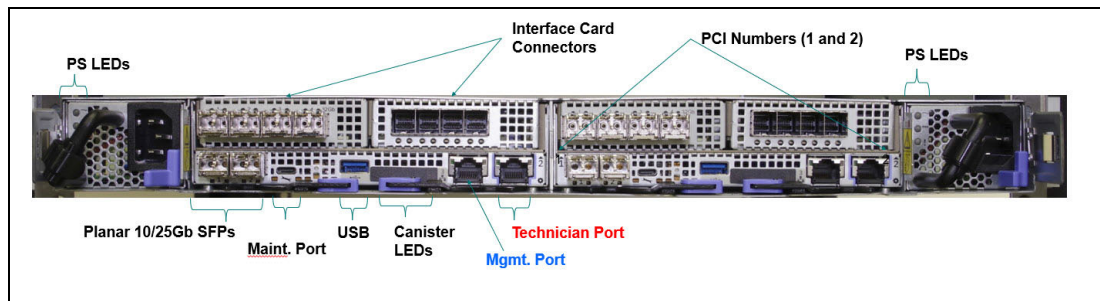 Interface Card
Connectors
PCI Numbers (1 and 2)
PS LEDs
PS LEDs
Planar 10/25Gb SFPs
Maint. Port
USB
Canister
LEDs
Technician Port
Mgmt. Port